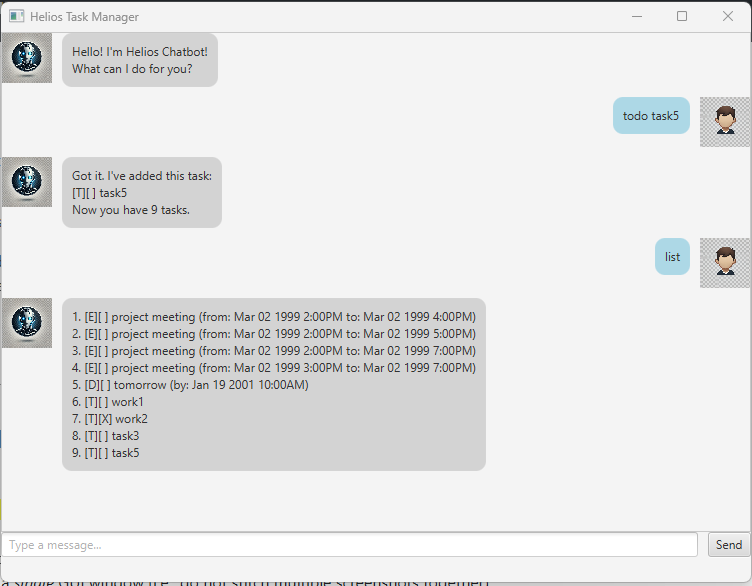 Helios Task Manager
Hello! I'm Helios Chatbot!
What can I do for you?
todo task5
Got it. I've added this task:
[T][ ] task5
Now you have 9 tasks.
list
1. [E][ ] project meeting (from: Mar 02 1999 2:00PM to: Mar 02 1999 4:00PM)
2. [E][ ] project meeting (from: Mar 02 1999 2:00PM to: Mar 02 1999 5:00PM)
3. [E][ ] project meeting (from: Mar 02 1999 2:00PM to: Mar 02 1999 7:00PM)
4. [E][ ] project meeting (from: Mar 02 1999 3:00PM to: Mar 02 1999 7:00PM)
5. [D][ ] tomorrow (by: Jan 19 2001 10:00AM)
6. [T][ ] work1
7. [T][X] work2
8. [T][ ] task3
9. [T][ ] task5
Type a message...
Send